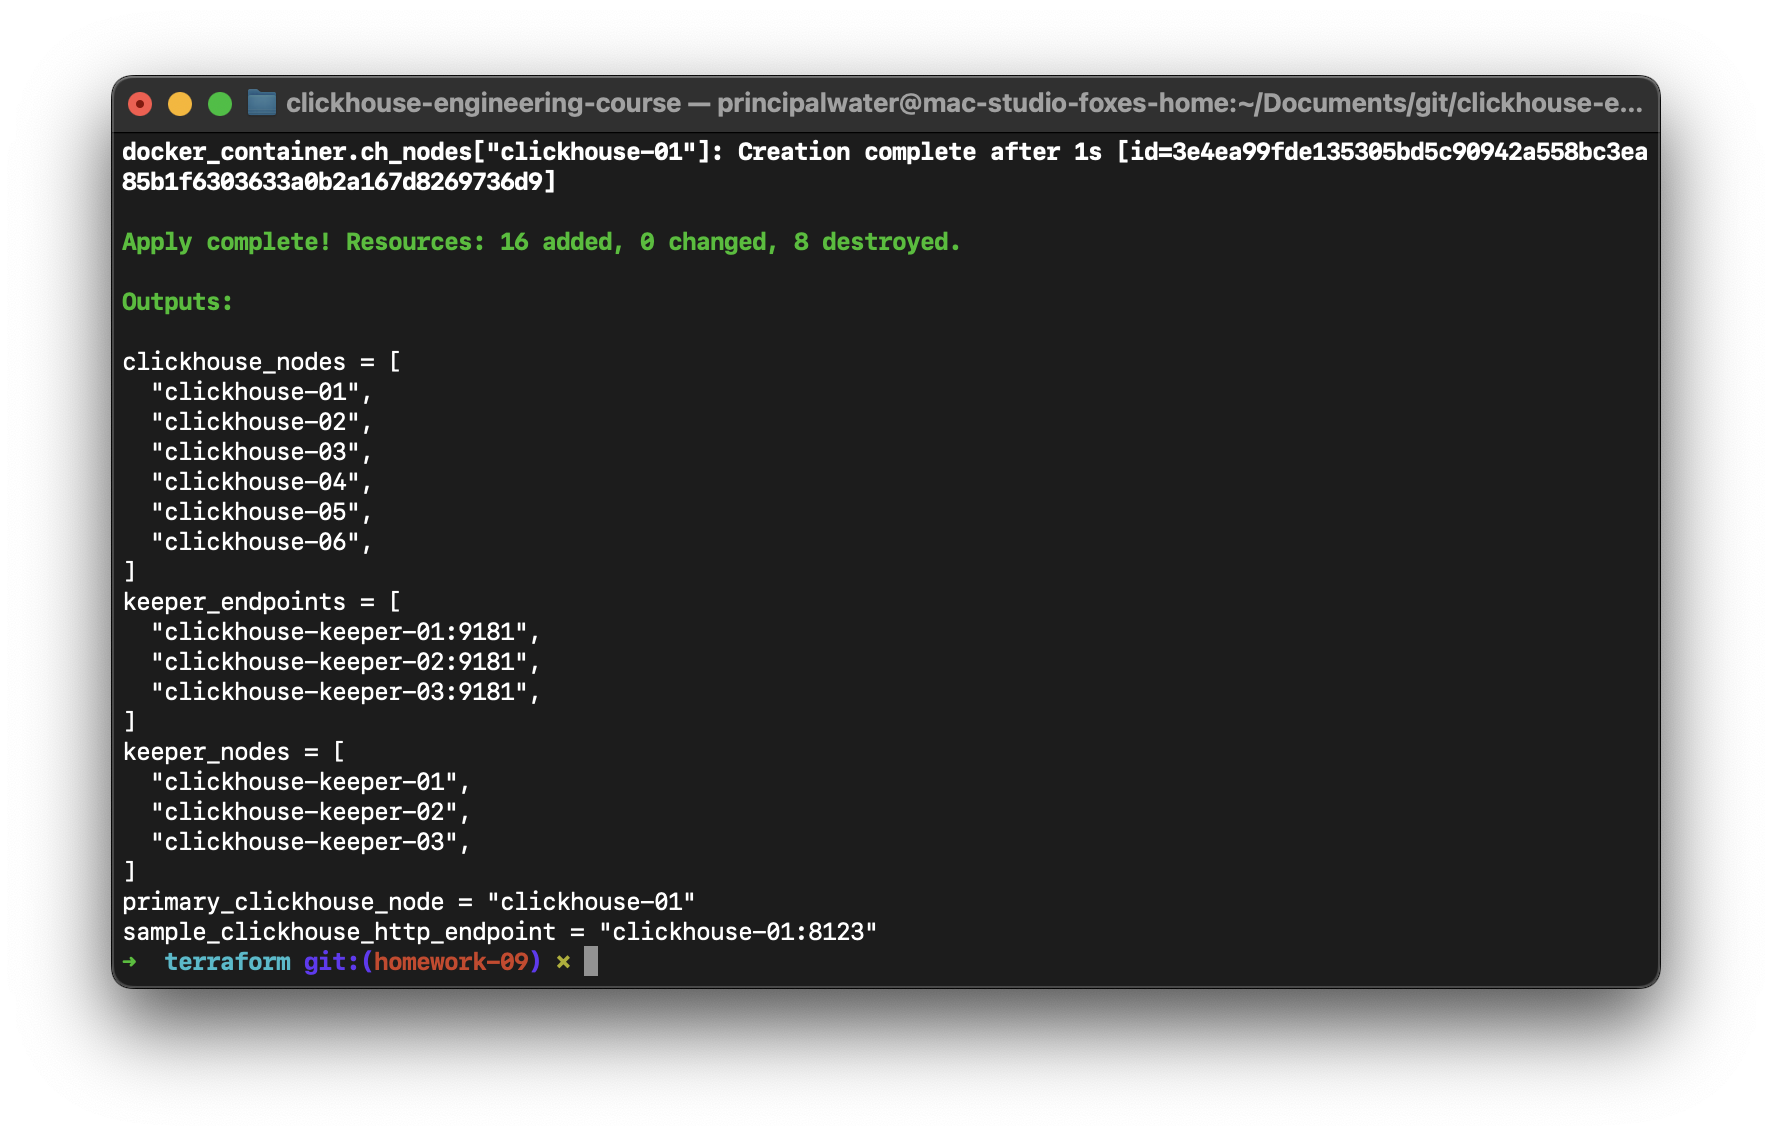 clickhouse-engineering-course — principalwater@mac-studio-foxes-home:~/Documents/git/clickhouse-e...
docker_container.ch_nodes["clickhouse-01"]: Creation complete after 1s [id=3e4ea99fde135305bd5c90942a558bc3ea
85b1f6303633a0b2a167d8269736d9]
Apply complete! Resources: 16 added, 0 changed, 8 destroyed.
Outputs:
clickhouse_nodes = [
  "clickhouse-01",
  "clickhouse-02",
  "clickhouse-03",
  "clickhouse-04",
  "clickhouse-05",
  "clickhouse-06",
]
keeper_endpoints = [
  "clickhouse-keeper-01:9181",
  "clickhouse-keeper-02:9181",
  "clickhouse-keeper-03:9181",
]
keeper_nodes = [
  "clickhouse-keeper-01",
  "clickhouse-keeper-02",
  "clickhouse-keeper-03",
]
primary_clickhouse_node = "clickhouse-01"
sample_clickhouse_http_endpoint = "clickhouse-01:8123"
➜  terraform git:(homework-09) ✗